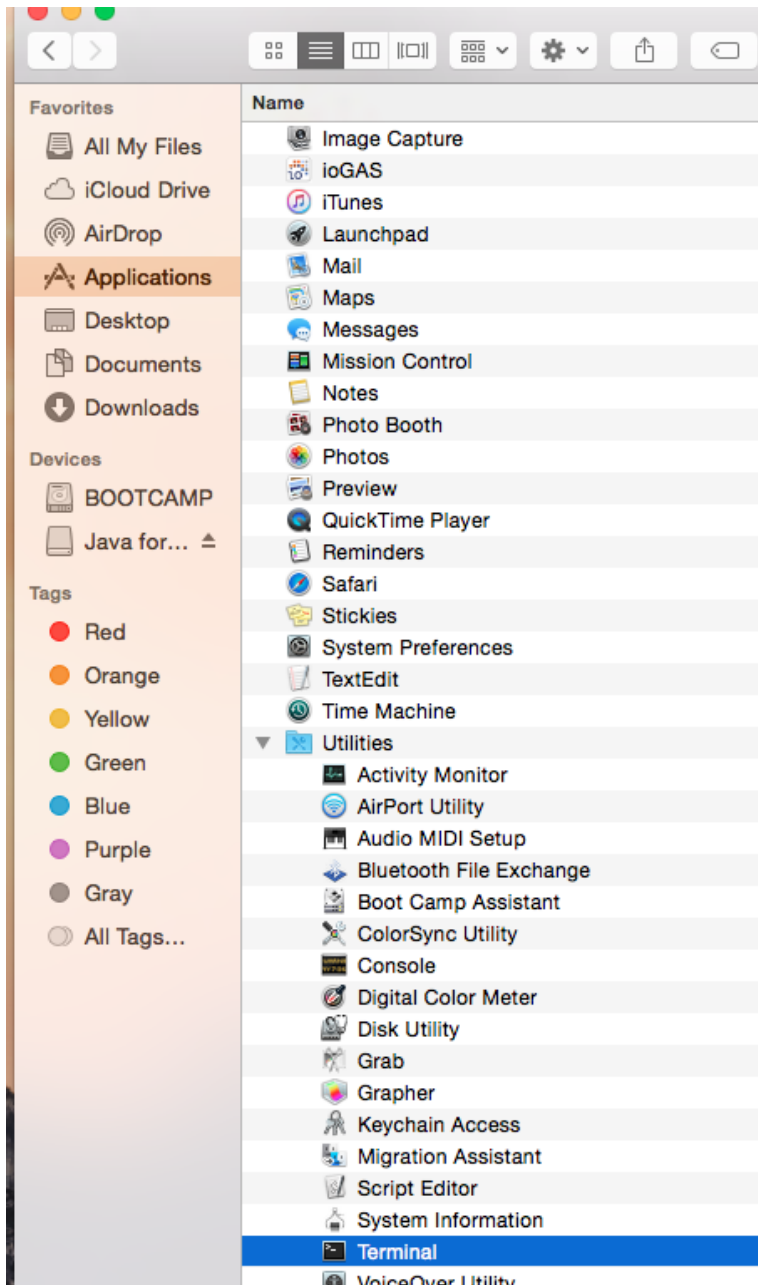 Favorites
All My Files
iCloud Drive
AirDrop
Applications
Desktop
Documents
Downloads
Devices
BOOTCAMP
Java for...
Tags
Red
Orange
Yellow
Green
Blue
Purple
Gray
All Tags...
Name
Image Capture
ioGAS
iTunes
Launchpad
Mail
Maps
Messages
Mission Control
Notes
Photo Booth
Photos
Preview
QuickTime Player
Reminders
Safari
Stickies
System Preferences
TextEdit
Time Machine
Utilities
Activity Monitor
AirPort Utility
Audio MIDI Setup
Bluetooth File Exchange
Boot Camp Assistant
ColorSync Utility
Console
Digital Color Meter
Disk Utility
Grab
Grapher
Keychain Access
Migration Assistant
Script Editor
System Information
Terminal
VoiceOver Utility